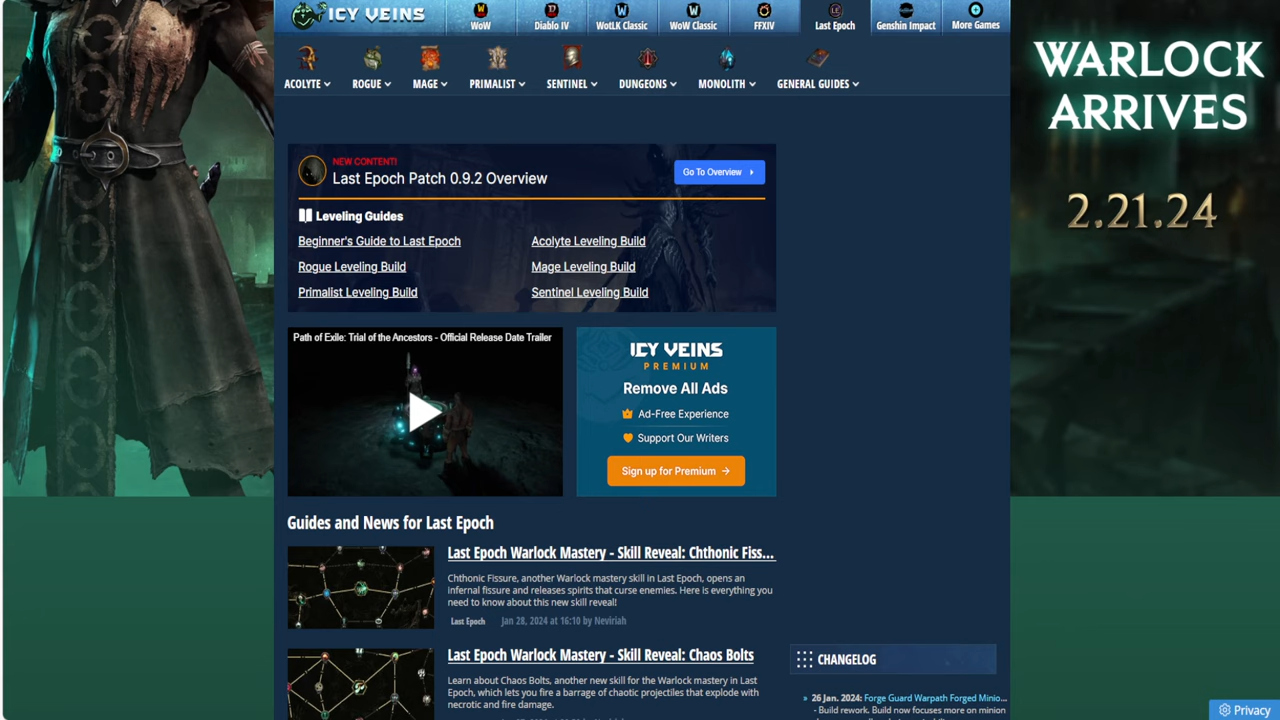 ICY VEINS
WoW
Diablo IV
WotLK Classic
WoW Classic
FFXIV
Last Epoch
Genshin Impact
More Games
ACOLYTE
ROGUE
MAGE
PRIMALIST
SENTINEL
DUNGEONS
MONOLITH
GENERAL GUIDES
WARLOCK
ARRIVES
2.21.24
NEW CONTENT!
Last Epoch Patch 0.9.2 Overview
Go To Overview
Leveling Guides
Beginner's Guide to Last Epoch
Acolyte Leveling Build
Rogue Leveling Build
Mage Leveling Build
Primalist Leveling Build
Sentinel Leveling Build
Path of Exile: Trial of the Ancestors - Official Release Date Trailer
ICY VEINS
PREMIUM
Remove All Ads
Ad-Free Experience
Support Our Writers
Sign up for Premium →
Guides and News for Last Epoch
Last Epoch Warlock Mastery - Skill Reveal: Chthonic Fiss...
Chthonic Fissure, another Warlock mastery skill in Last Epoch, opens an
infernal fissure and releases spirits that curse enemies. Here is everything you
need to know about this new skill reveal!
Last Epoch Jan 28, 2024 at 16:10 by Neviriah
Last Epoch Warlock Mastery - Skill Reveal: Chaos Bolts
Learn about Chaos Bolts, another new skill for the Warlock mastery in Last
Epoch, which lets you fire a barrage of chaotic projectiles that explode with
necrotic and fire damage.
CHANGELOG
» 26 Jan. 2024: Forge Guard Warpath Forged Minio...
- Build rework. Build now focuses more on minion
Privacy